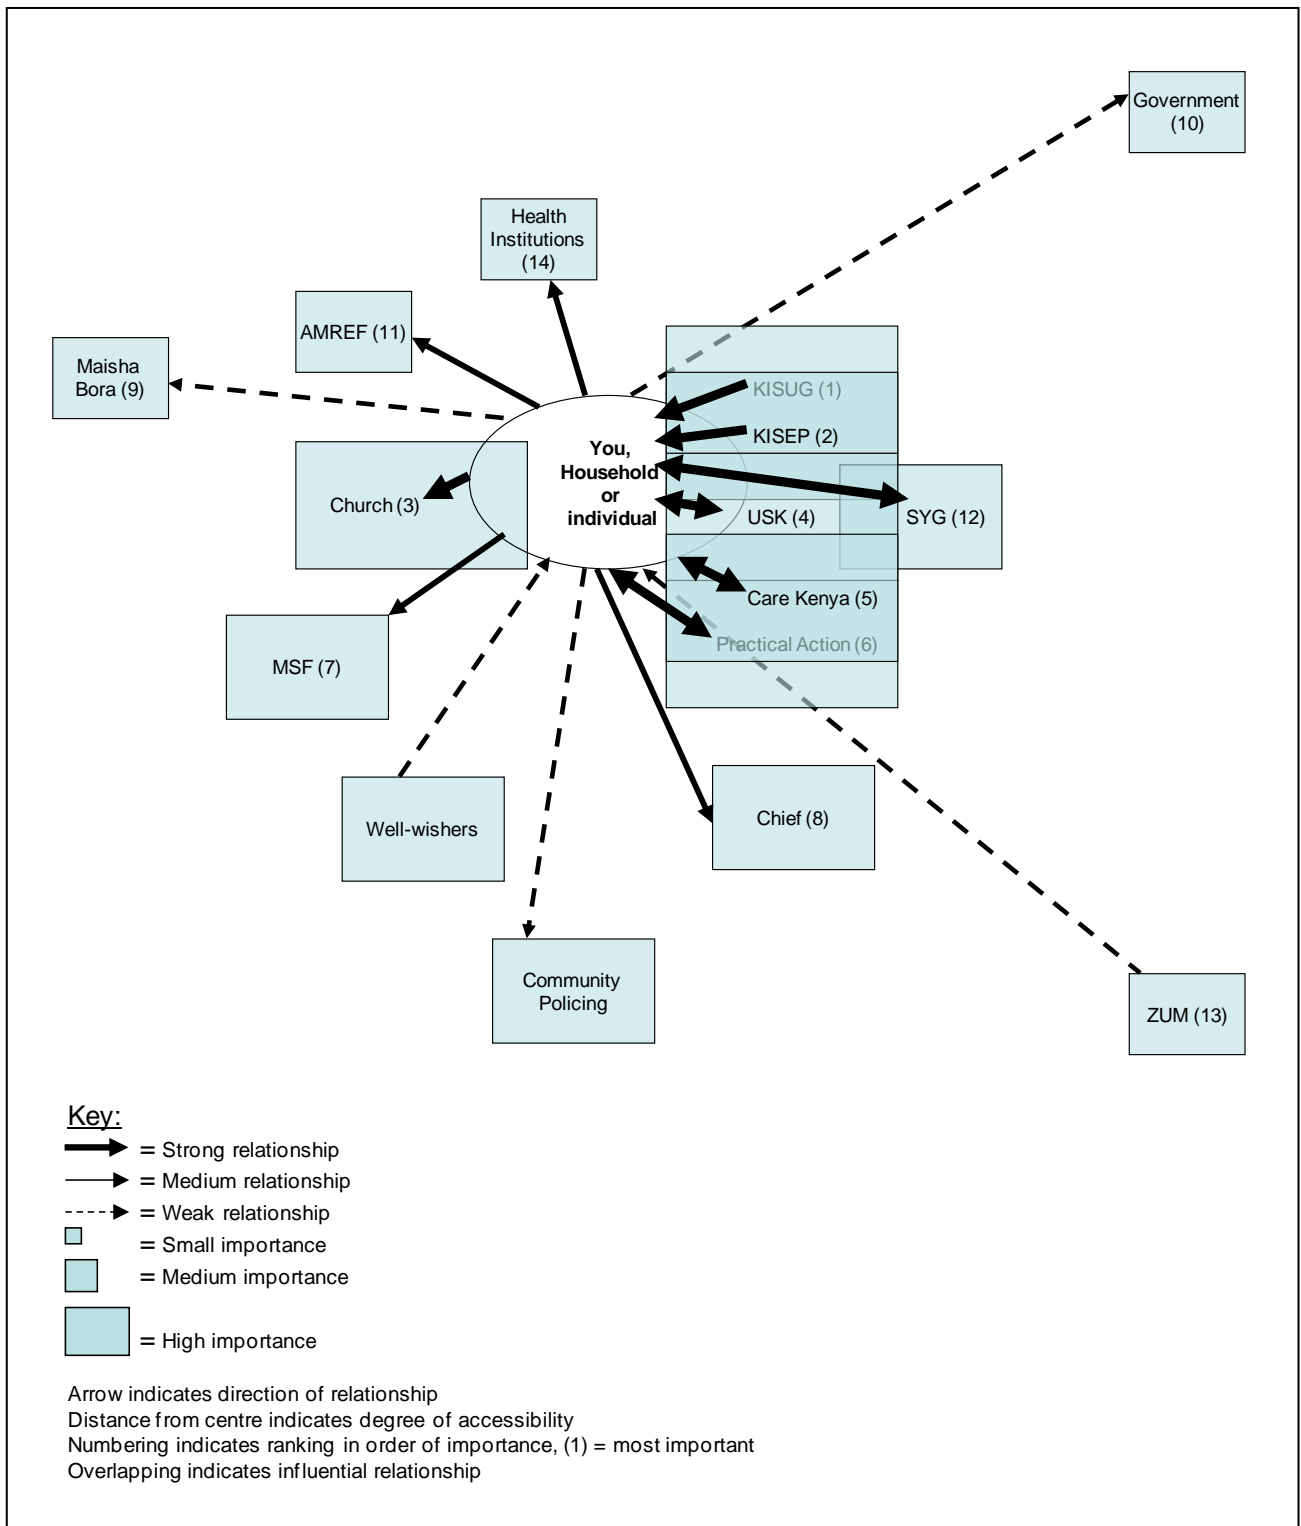 Government
(10)
Health
Institutions
(14)
AMREF (11)
Maisha
Bora (9)
KISUG (1)
KISEP (2)
You,
Household
or
individual
Church (3)
USK (4)
SYG (12)
Care Kenya (5)
Practical Action (6)
MSF (7)
Well-wishers
Chief (8)
Community
Policing
ZUM (13)
Key:
= Strong relationship
= Medium relationship
= Weak relationship
= Small importance
= Medium importance
= High importance
Arrow indicates direction of relationship
Distance from centre indicates degree of accessibility
Numbering indicates ranking in order of importance, (1) = most important
Overlapping indicates influential relationship